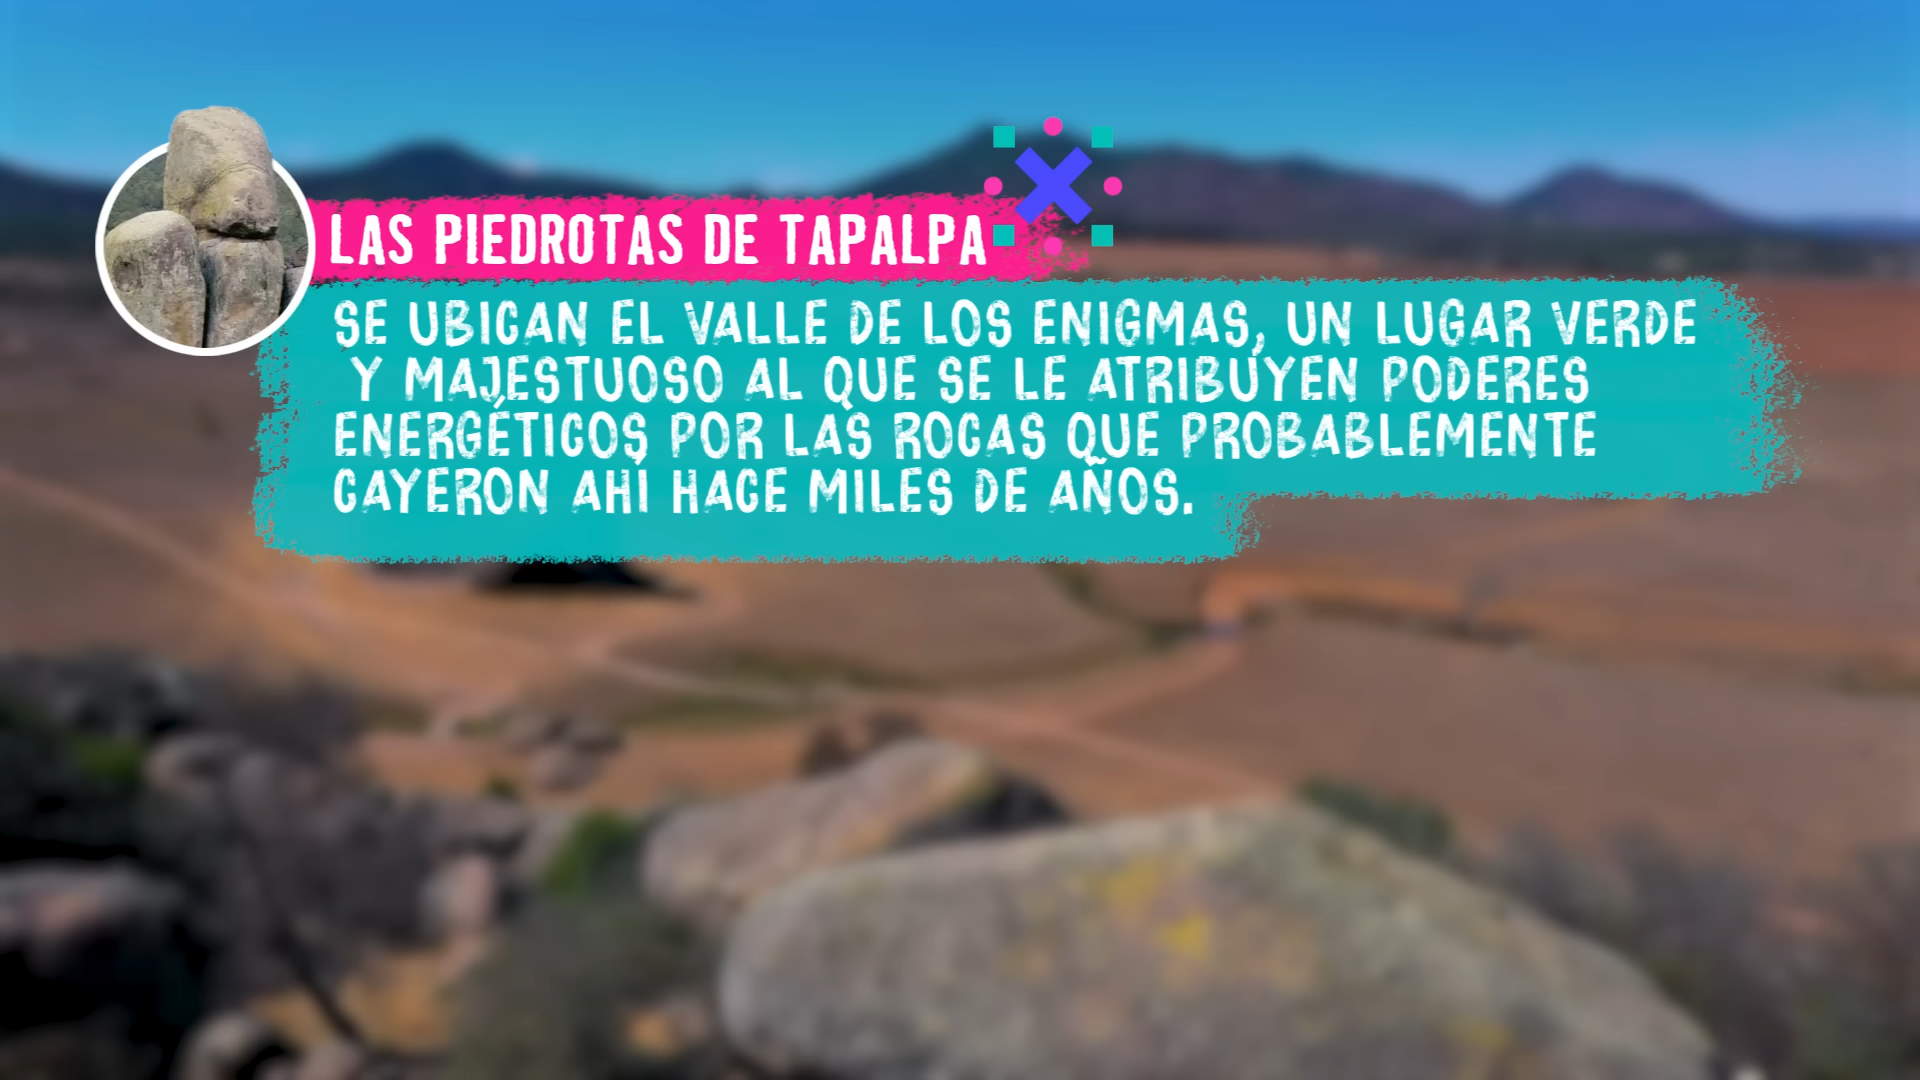 LAS PIEDROTAS DE TAPALPA
SE UBICAN EL VALLE DE LOS ENIGMAS, UN LUGAR VERDE
Y MAJESTUOSO AL QUE SE LE ATRIBUYEN PODERES
ENERGÉTICOS POR LAS ROCAS QUE PROBABLEMENTE
CAYERON AHÍ HACE MILES DE AÑOS.